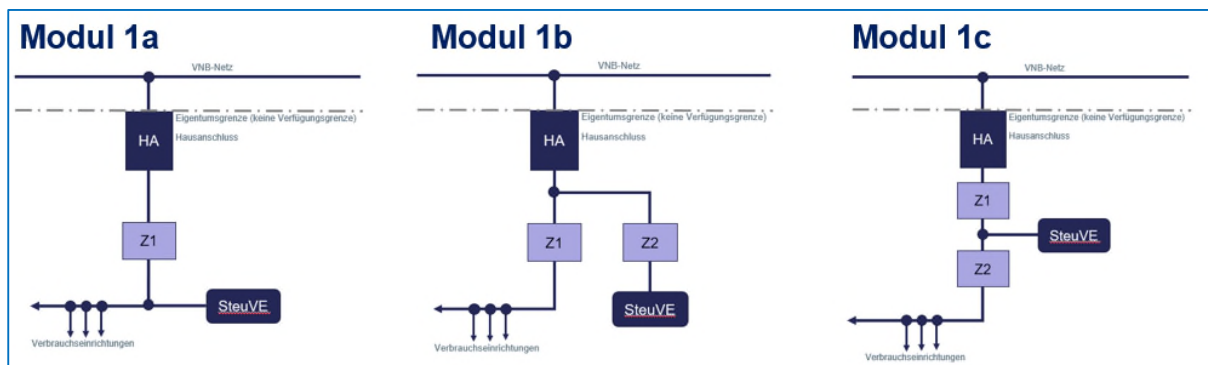 Modul 1a
VNB-Netz
Eigentumsgrenze (keine Verfügungsgrenze)
HA
Hausanschluss
Z1
SteuVE
Verbrauchseinrichtungen
Modul 1b
VNB-Netz
Eigentumsgrenze (keine Verfügungsgrenze)
HA
Hausanschluss
Z1
Z2
SteuVE
Verbrauchseinrichtungen
Modul 1c
VNB-Netz
Eigentumsgrenze (keine Verfügungsgrenze)
HA
Hausanschluss
Z1
SteuVE
Z2
Verbrauchseinrichtungen